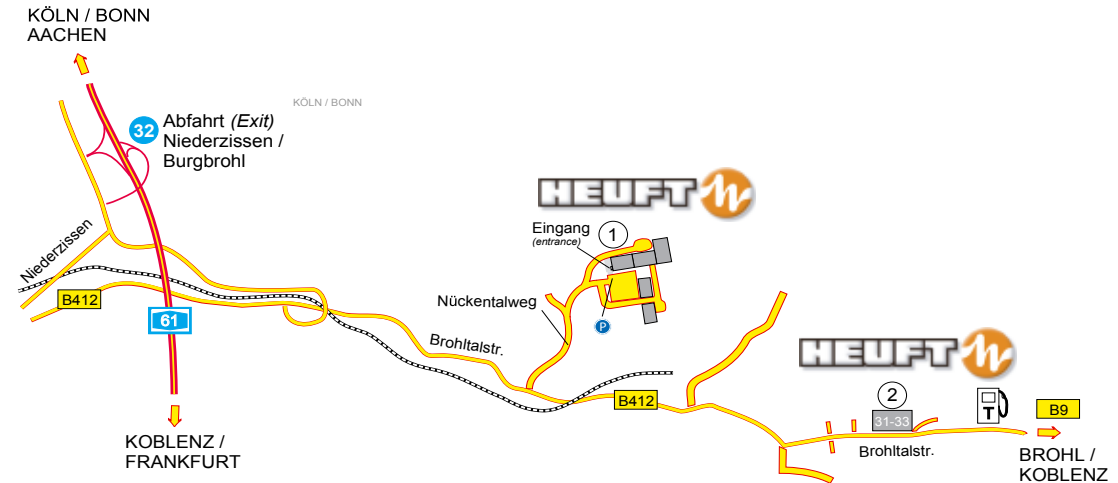 KÖLN / BONN
AACHEN
KÖLN / BONN
32
Abfahrt (Exit)
Niederzissen /
Burgbrohl
HEUFT
Eingang
(entrance)
1
Niederzissen
B412
61
Nückentalweg
P
Brohltalstr.
HEUFT
B412
2
31-33
T
B9
Brohltalstr.
KOBLENZ /
FRANKFURT
BROHL /
KOBLENZ